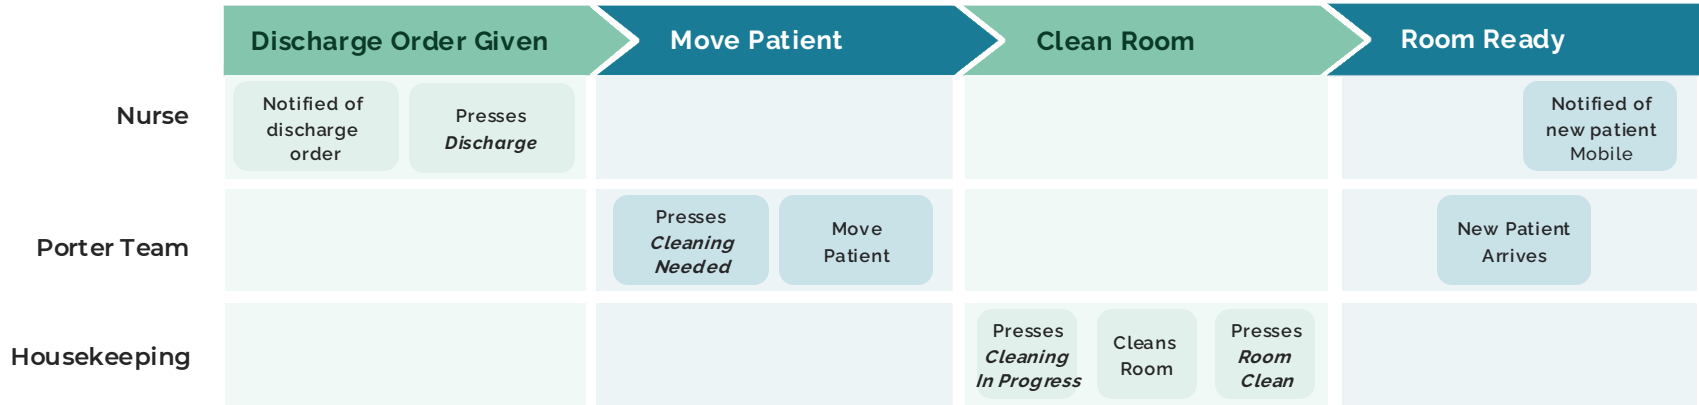 Discharge Order Given
Move Patient
Clean Room
Room Ready
Nurse
Notified of
discharge
order
Presses
Discharge
Notified of
new patient
Mobile
Porter Team
Presses
Cleaning
Needed
Move
Patient
New Patient
Arrives
Housekeeping
Presses
Cleaning
In Progress
Cleans
Room
Presses
Room
Clean